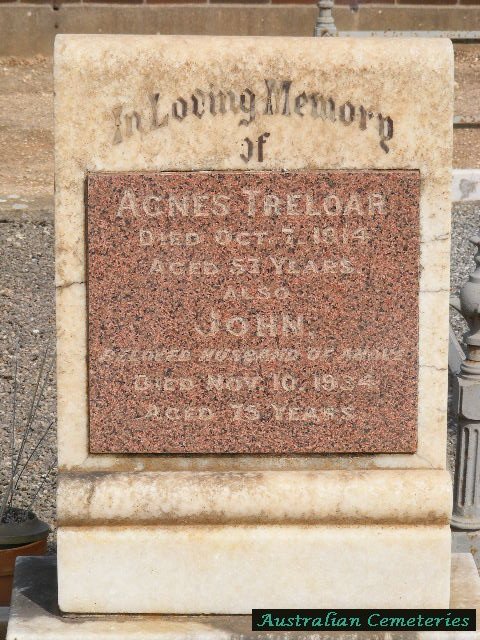 In Loving Memory
of
AGNES TRELOAR
DIED OCT. 7, 1914
AGED 53 YEARS.
ALSO
JOHN,
BELOVED HUSBAND OF ABOVE
DIED NOV. 10, 1934
AGED 75 YEARS.
Australian Cemeteries